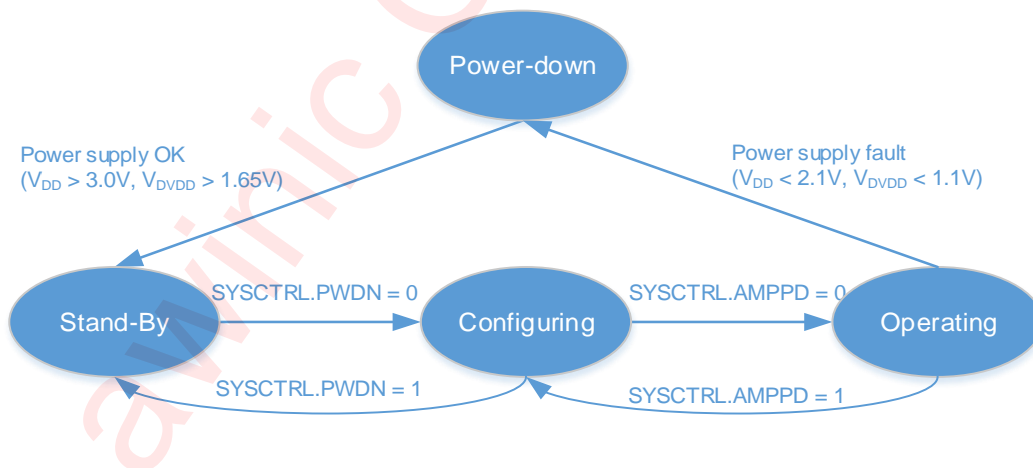 Power-down
Power supply OK
(VDD > 3.0V, VDVDD > 1.65V)
Power supply fault
(VDD < 2.1V, VDVDD < 1.1V)
SYSCTRL.PWDN = 0
SYSCTRL.AMPPD = 0
Stand-By
Configuring
Operating
SYSCTRL.PWDN = 1
SYSCTRL.AMPPD = 1
awinic